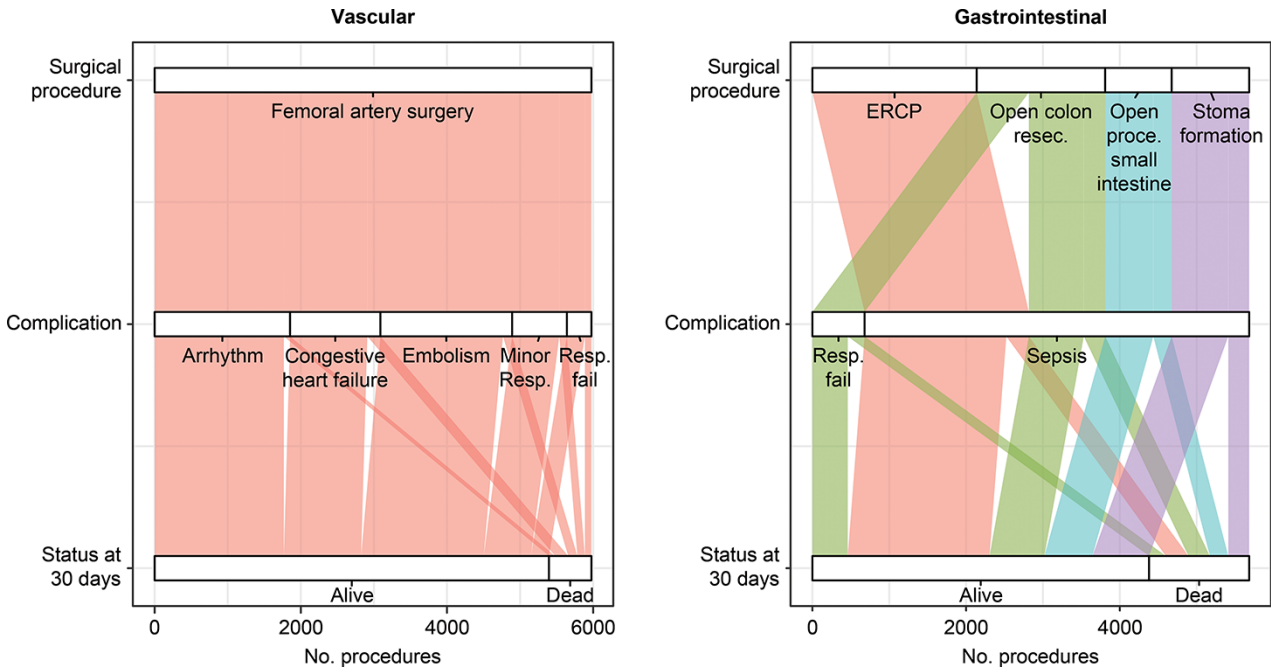 Vascular
Surgical
procedure
Femoral artery surgery
Complication
Arrhythm
Congestive
heart failure
Embolism
Minor
Resp.
Resp.
fail
Status at
30 days
Alive
Dead
0
2000
4000
6000
No. procedures
Gastrointestinal
Surgical
procedure
ERCP
Open colon
resec.
Open
proce.
small
intestine
Stoma
formation
Complication
Resp.
fail
Sepsis
Status at
30 days
Alive
Dead
0
2000
4000
No. procedures